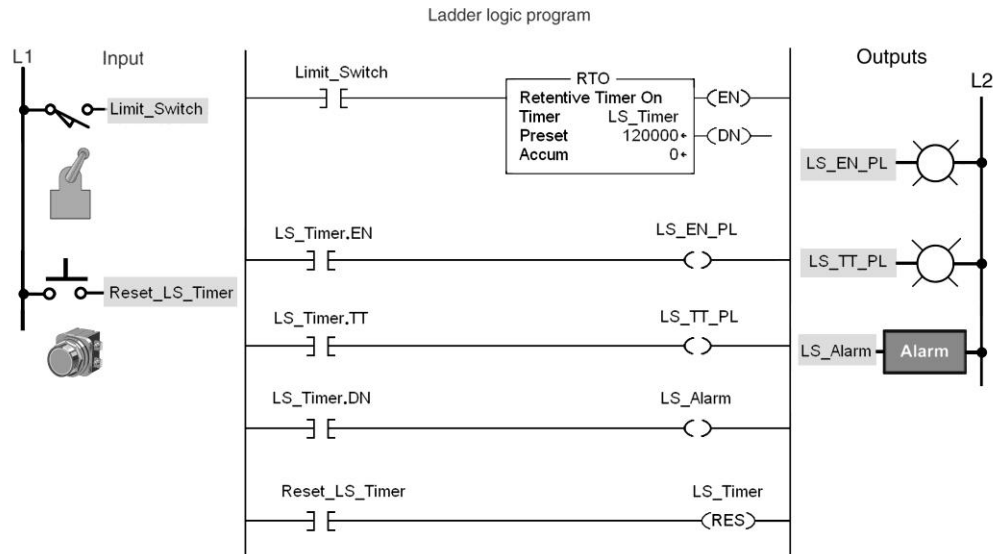 Ladder logic program
L1
Input
Limit_Switch
Reset_LS_Timer
Limit_Switch
RTO
Retentive Timer On
Timer LS_Timer
Preset 120000
Accum 0
EN
DN
LS_Timer.EN
LS_EN_PL
LS_Timer.TT
LS_TT_PL
LS_Timer.DN
LS_Alarm
Reset_LS_Timer
LS_Timer
RES
Outputs
L2
LS_EN_PL
LS_TT_PL
LS_Alarm
Alarm